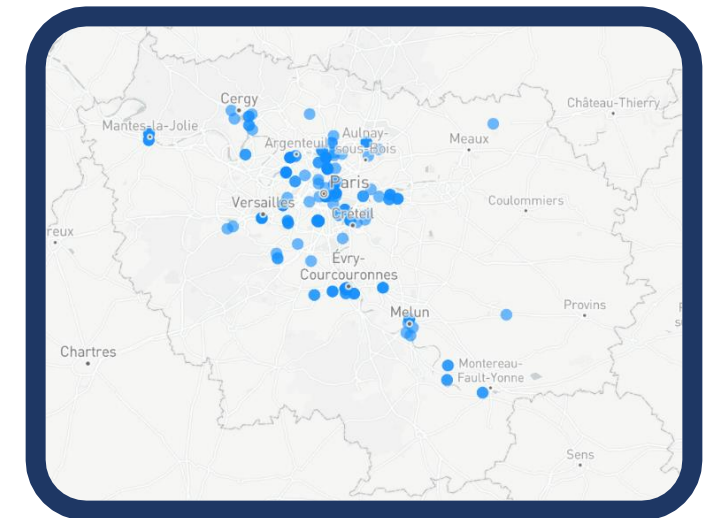 Cergy
Château-Thierry
Mantes-la-Jolie
Argenteuil
Aulnay-
sous-Bois
Meaux
Paris
Versailles
Créteil
Coulommiers
reux
Évry-
Courcouronnes
Melun
Provins
Chartres
Montereau-
Fault-Yonne
Sens